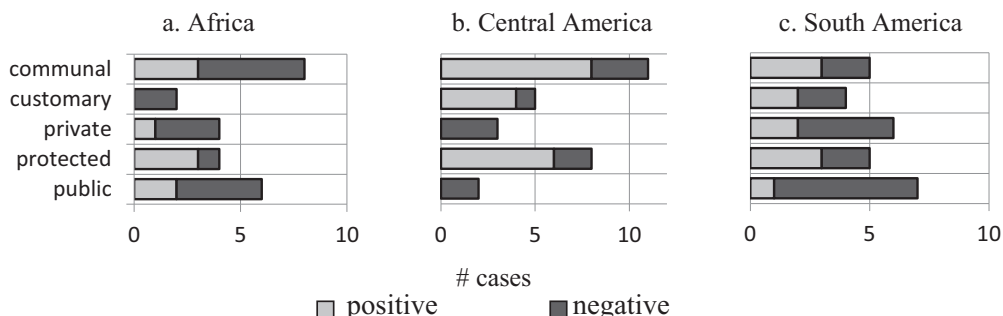 a. Africa
b. Central America
c. South America
communal
customary
private
protected
public
0 5 10
0 5 10
0 5 10
# cases
positive negative